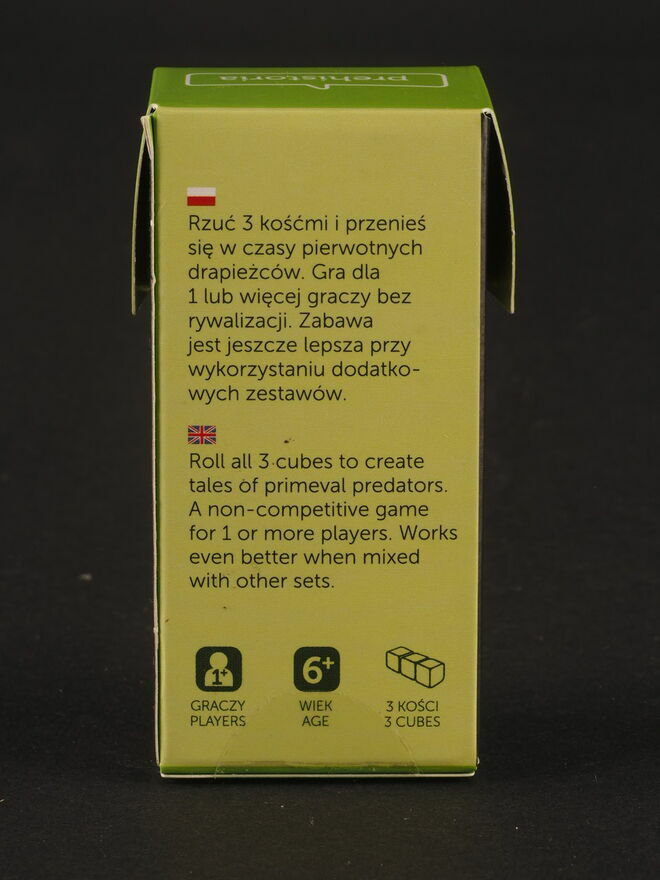 prehistoria
Rzuć 3 kośćmi i przenieś
się w czasy pierwotnych
drapieżców. Gra dla
1 lub więcej graczy bez
rywalizacji. Zabawa
jest jeszcze lepsza przy
wykorzystaniu dodatko-
wych zestawów.
Roll all 3 cubes to create
tales of primeval predators.
A non-competitive game
for 1 or more players. Works
even better when mixed
with other sets.
1+
6+
GRACZY
PLAYERS
WIEK
AGE
3 KOŚCI
3 CUBES